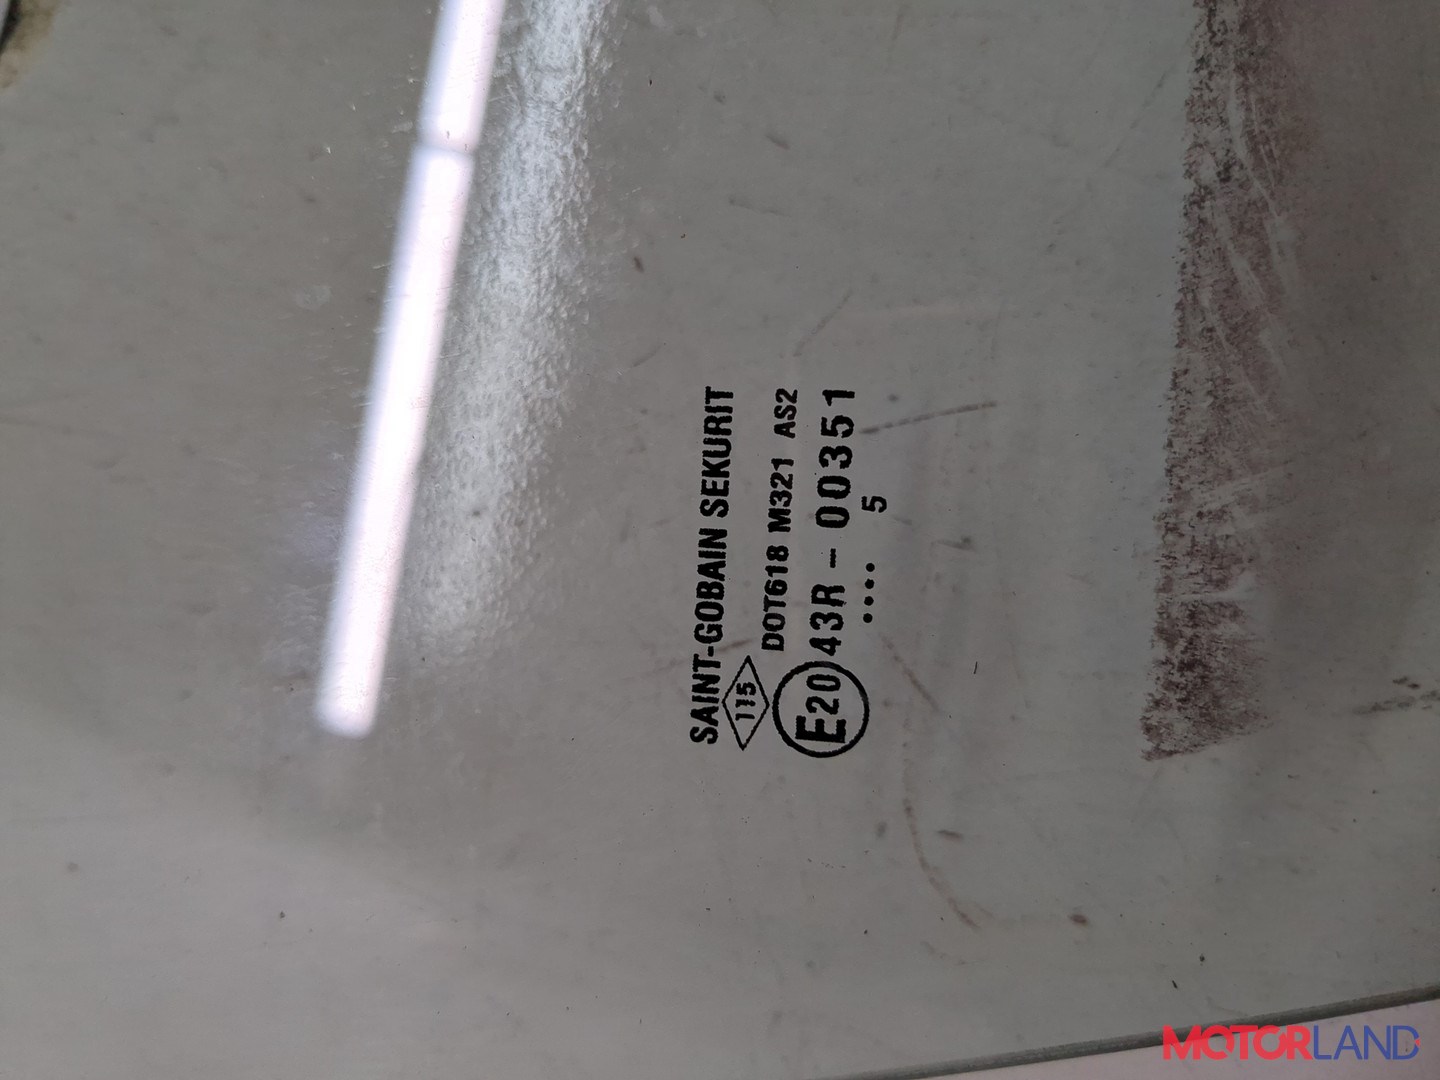 SAINT-GOBAIN SEKURIT
115
DOT618 M321 AS2
E20 43R - 00351
.... 5
MOTORLAND